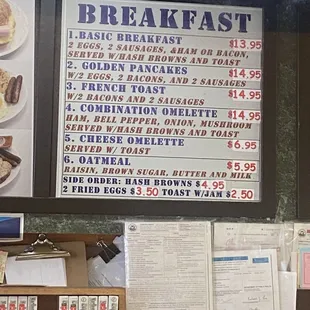 BREAKFAST
1. BASIC BREAKFAST $13.95
2 EGGS, 2 SAUSAGES, &HAM OR BACON,
SERVED W/HASH BROWNS AND TOAST
2. GOLDEN PANCAKES $14.95
W/2 EGGS, 2 BACONS, AND 2 SAUSAGES
3. FRENCH TOAST $14.95
W/2 BACONS AND 2 SAUSAGES
4. COMBINATION OMELETTE $14.95
HAM, BELL PEPPER, ONION, MUSHROOM
SERVED W/HASH BROWNS AND TOAST
5. CHEESE OMELETTE $6.95
SERVED W/ TOAST
6. OATMEAL $5.95
RAISIN, BROWN SUGAR, BUTTER AND MILK
SIDE ORDER: HASH BROWNS $4.95
2 FRIED EGGS $3.50 TOAST W/JAM $2.50